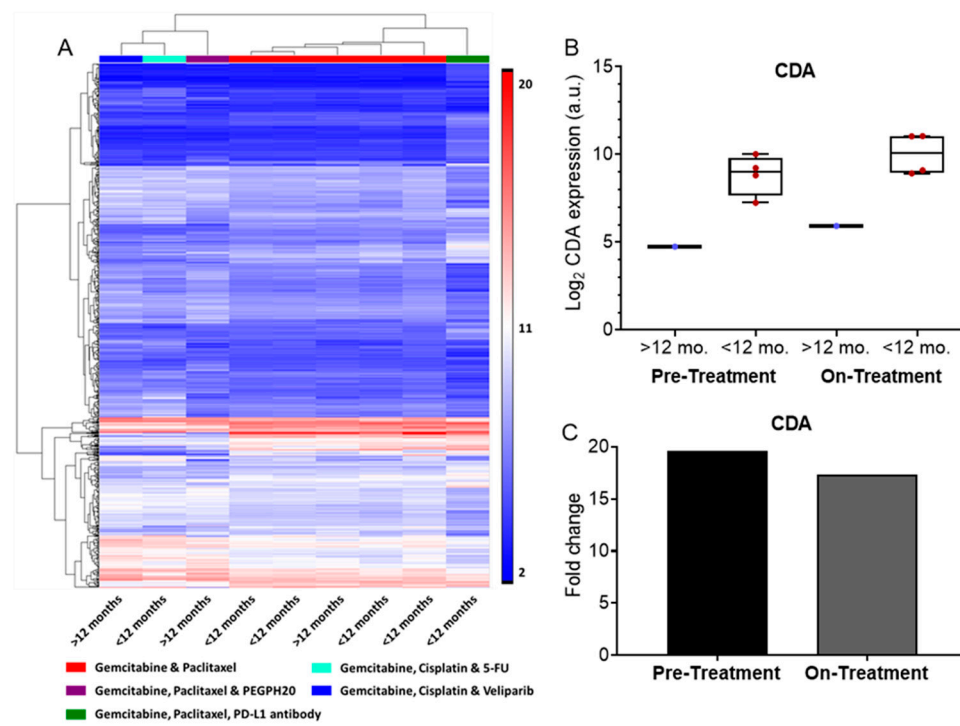 A
20
11
2
>12 months
<12 months
>12 months
<12 months
<12 months
<12 months
<12 months
<12 months
<12 months
Gemcitabine & Paclitaxel
Gemcitabine, Paclitaxel & PEGPH20
Gemcitabine, Paclitaxel, PD-L1 antibody
Gemcitabine, Cisplatin & 5-FU
Gemcitabine, Cisplatin & Veliparib
B
CDA
Log₂ CDA expression (a.u.)
15
10
5
0
>12 mo. <12 mo. >12 mo. <12 mo.
Pre-Treatment On-Treatment
C
CDA
Fold change
20
15
20
5
0
Pre-Treatment On-Treatment